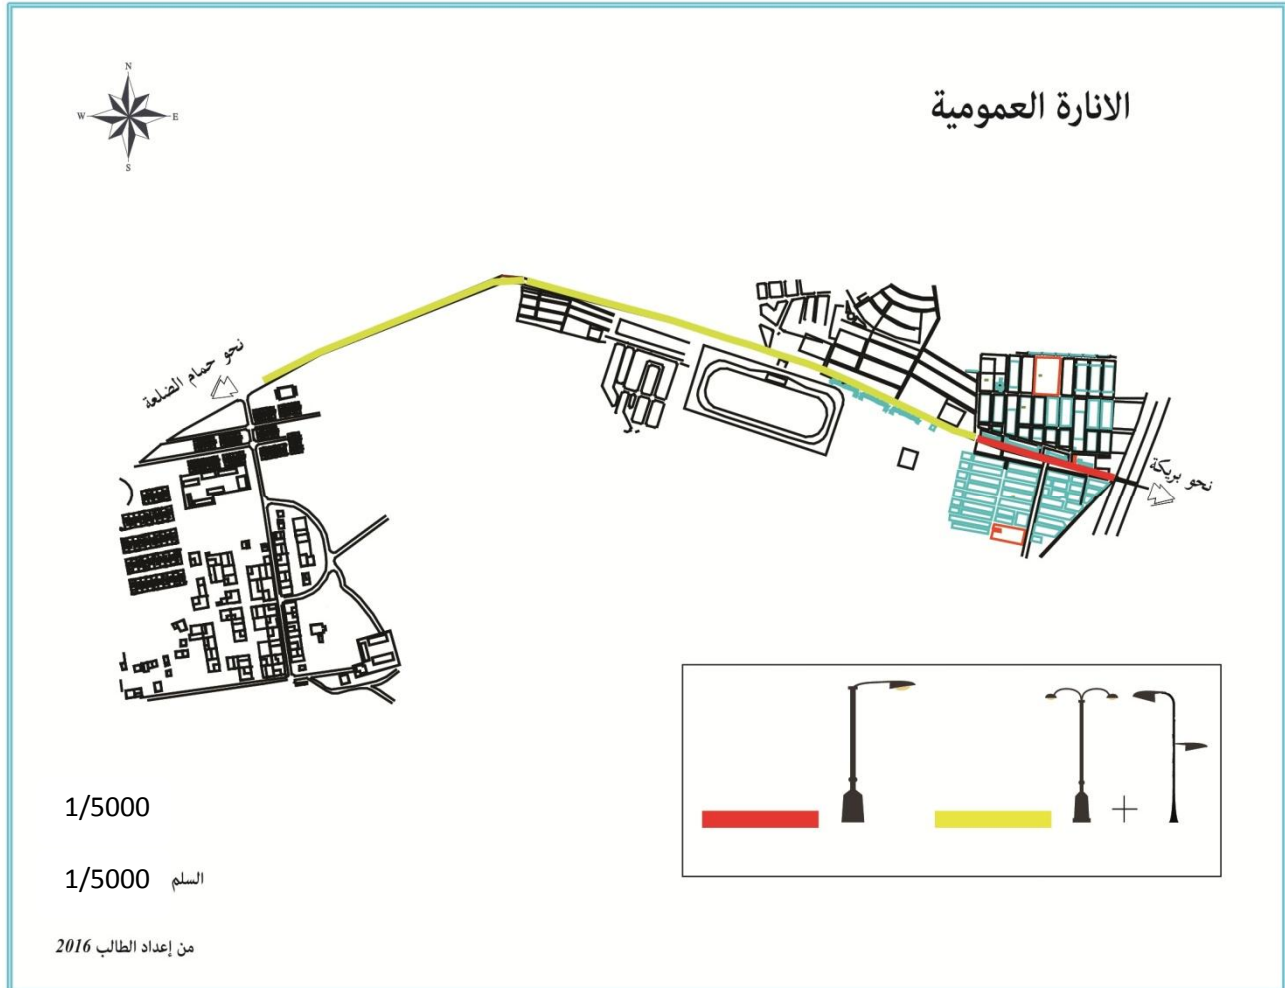 N
W E
S
الانارة العمومية
نحو حمام الضلعة
نحو بريكة
1/5000
1/5000 السلم
من إعداد الطالب 2016